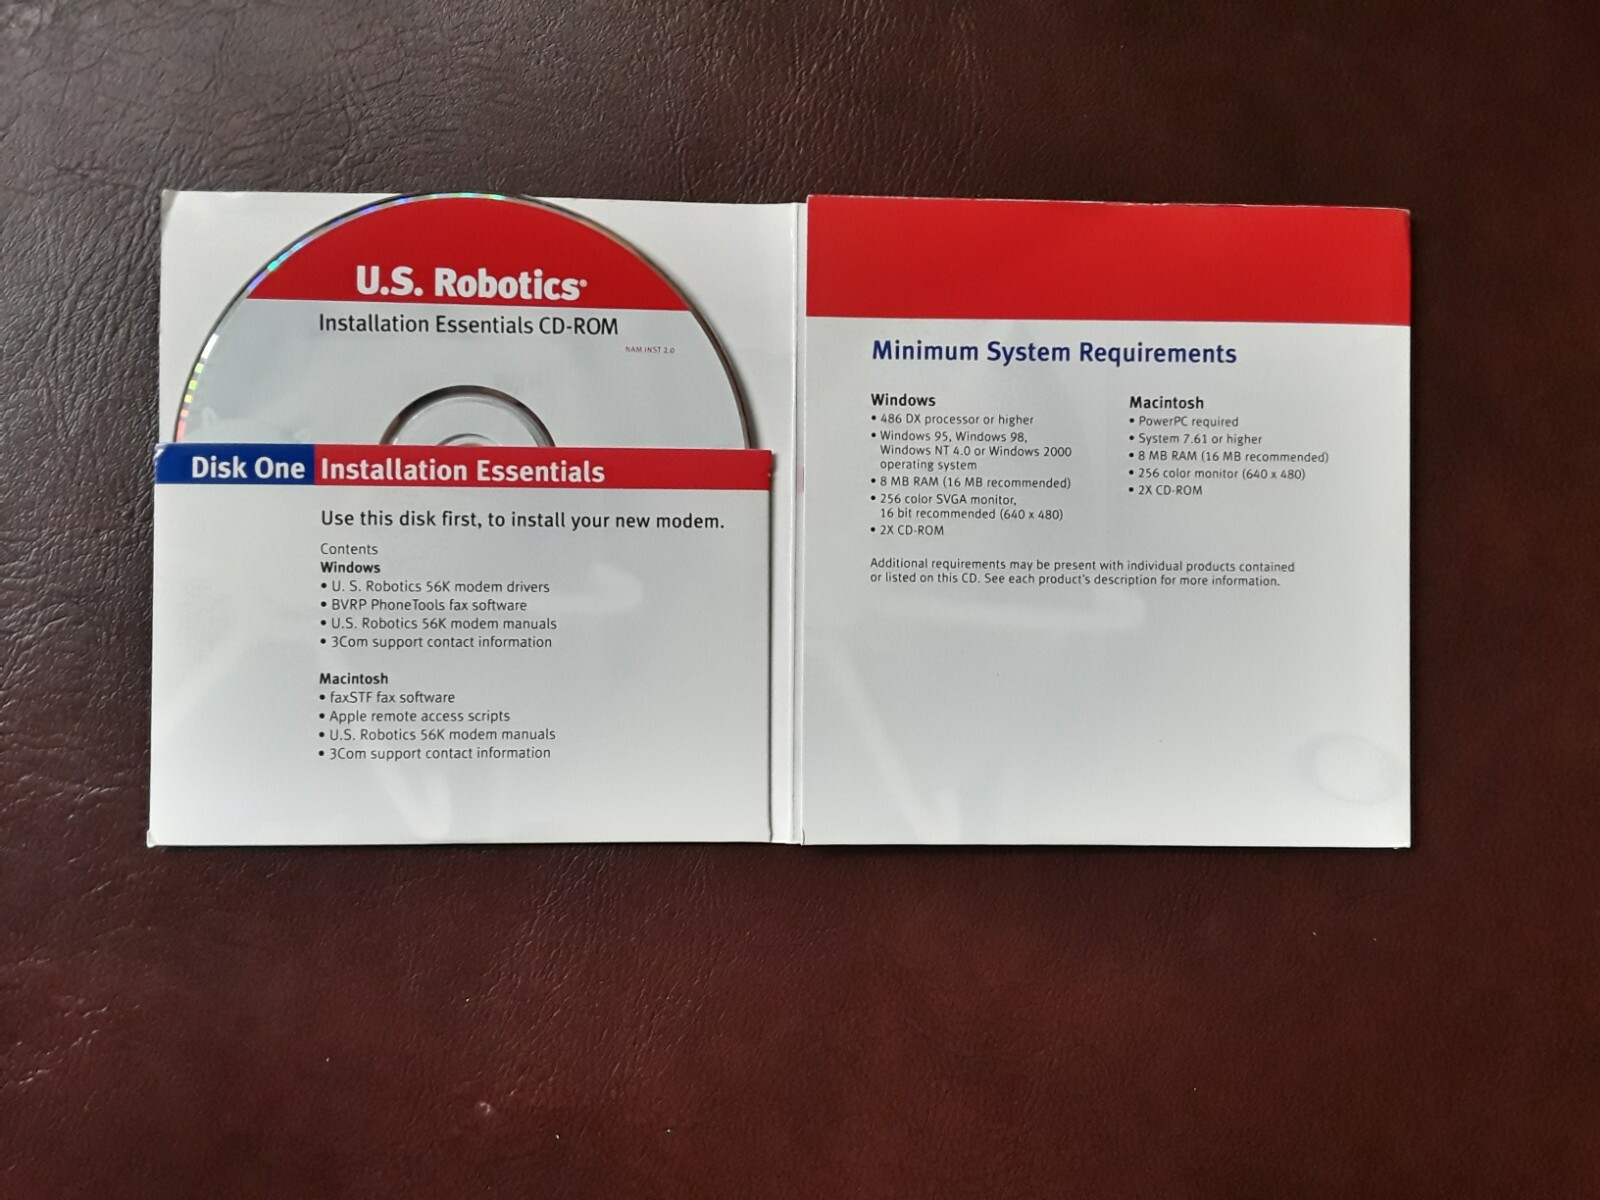 U.S. Robotics®
Installation Essentials CD-ROM
NAM INST 2.0
Disk One Installation Essentials
Use this disk first, to install your new modem.
Contents
Windows
• U. S. Robotics 56K modem drivers
• BVRP PhoneTools fax software
• U.S. Robotics 56K modem manuals
• 3Com support contact information
Macintosh
• faxSTF fax software
• Apple remote access scripts
• U.S. Robotics 56K modem manuals
• 3Com support contact information
Minimum System Requirements
Windows
• 486 DX processor or higher
• Windows 95, Windows 98,
Windows NT 4.0 or Windows 2000
operating system
• 8 MB RAM (16 MB recommended)
• 256 color SVGA monitor,
16 bit recommended (640 x 480)
• 2X CD-ROM
Macintosh
• PowerPC required
• System 7.61 or higher
• 8 MB RAM (16 MB recommended)
• 256 color monitor (640 x 480)
• 2X CD-ROM
Additional requirements may be present with individual products contained
or listed on this CD. See each product's description for more information.